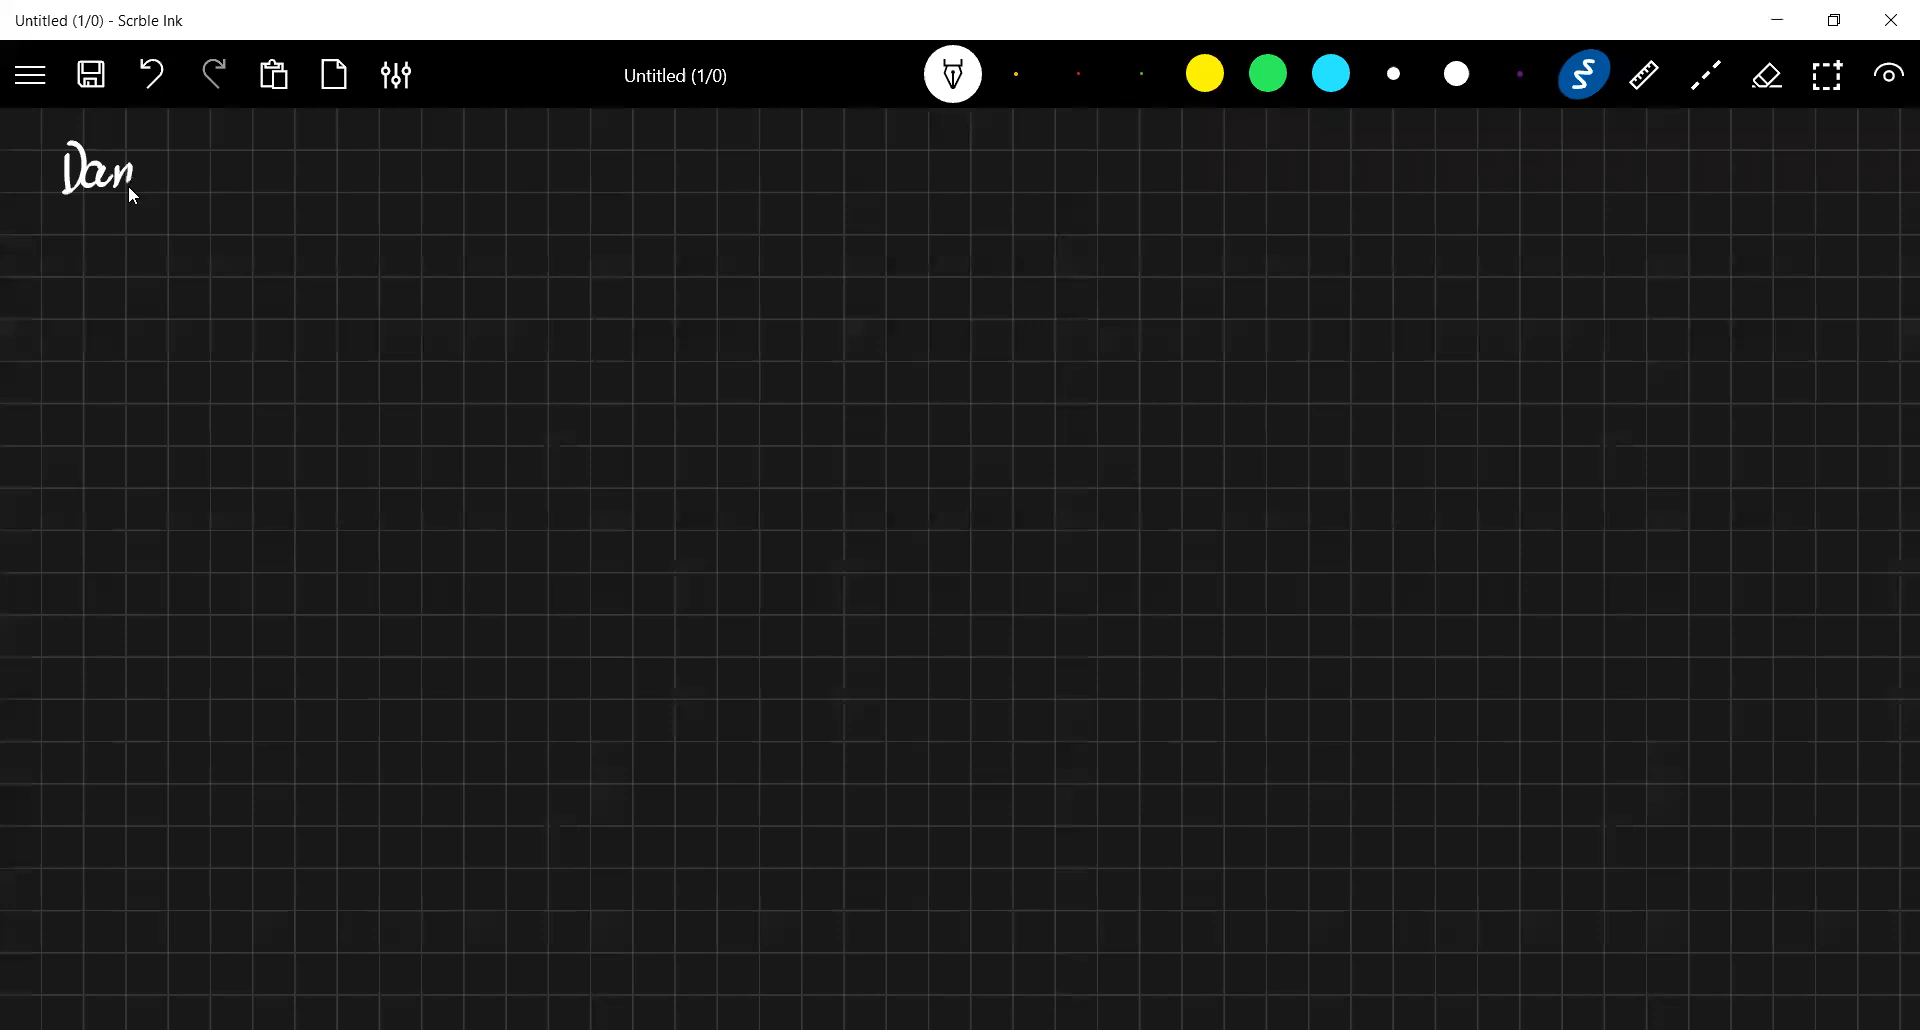 Untitled (1/0) - Scrble Ink
Untitled (1/0)
Dan